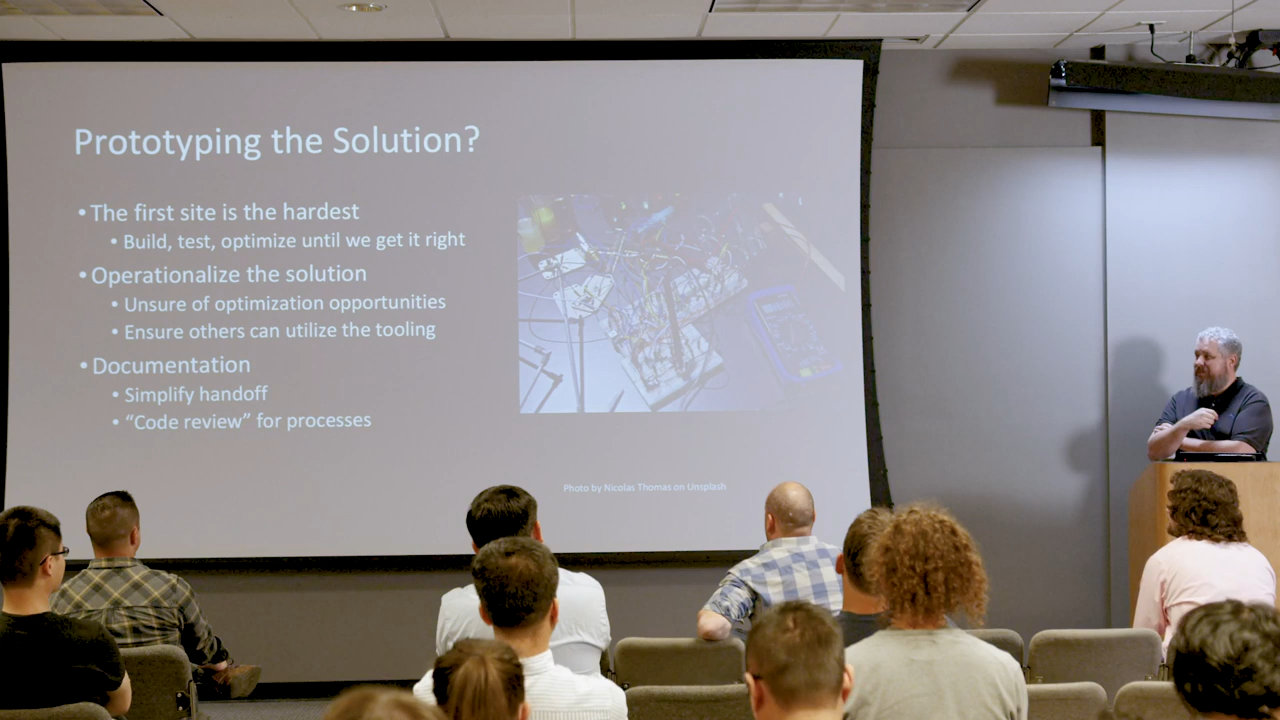 Prototyping the Solution?
• The first site is the hardest
• Build, test, optimize until we get it right
• Operationalize the solution
• Unsure of optimization opportunities
• Ensure others can utilize the tooling
• Documentation
• Simplify handoff
• “Code review” for processes
Photo by Nicolas Thomas on Unsplash